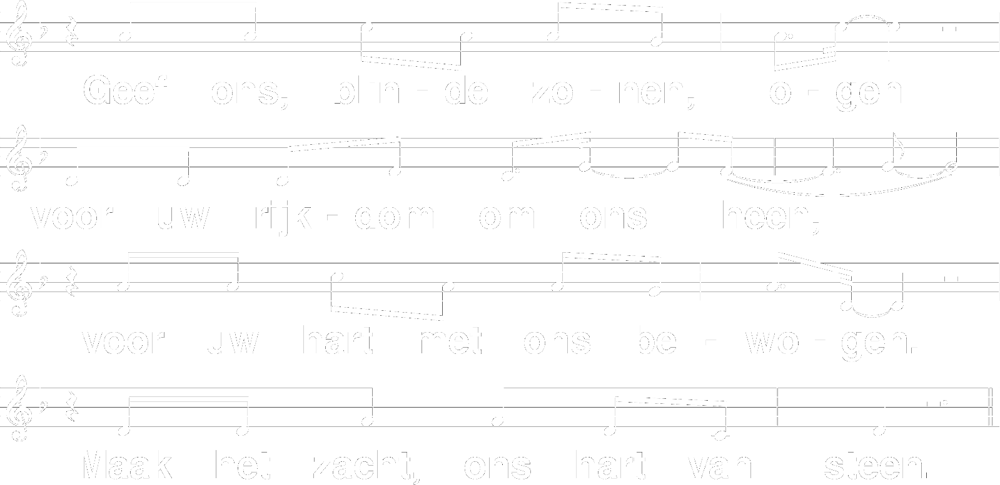 Geef ons, blin - de zo - nen, o - gen
voor uw rijk - dom om ons heen,
voor uw hart met ons be - wo - gen.
Maak het zacht, ons hart van steen.